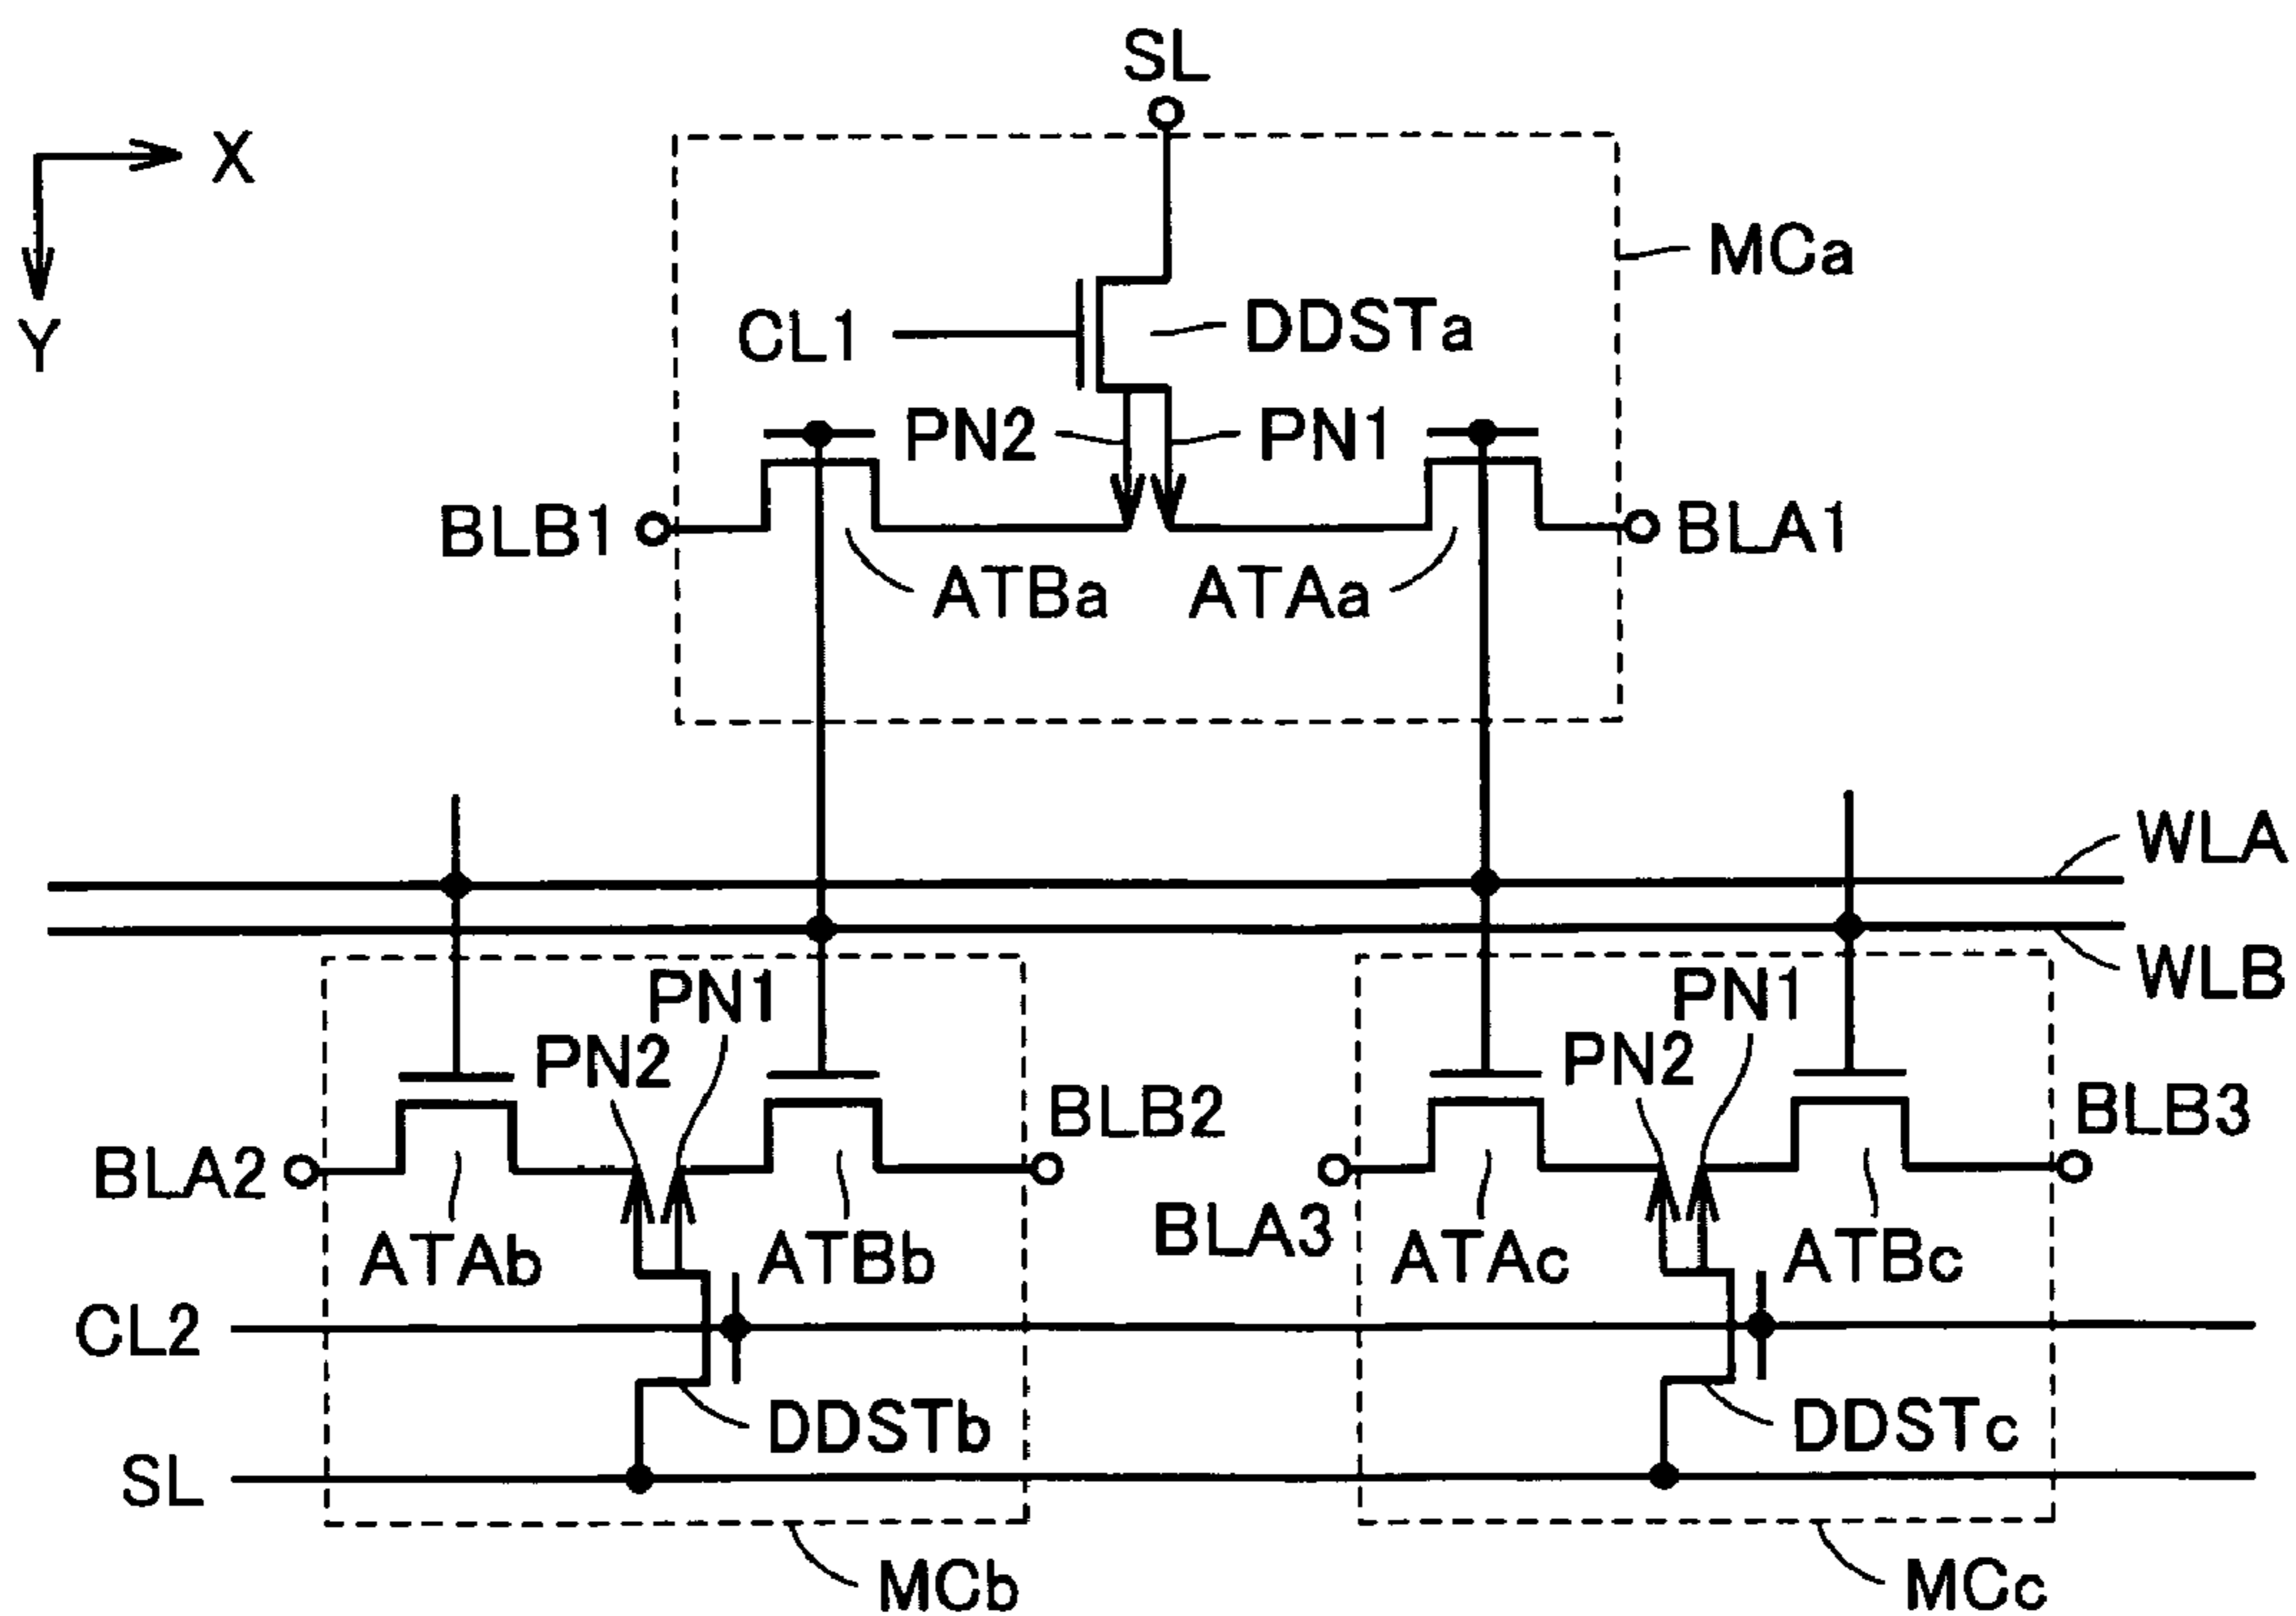 SL
X
MCa
Y
CL1
DDSTa
PN2
PN1
BLB1
BLA1
ATBa
ATAa
WLA
WLB
PN1
PN1
PN2
PN2
BLB2
BLB3
BLA2
BLA3
ATAb
ATBb
ATAc
ATBc
CL2
DDSTb
DDSTc
SL
MCb
MCc